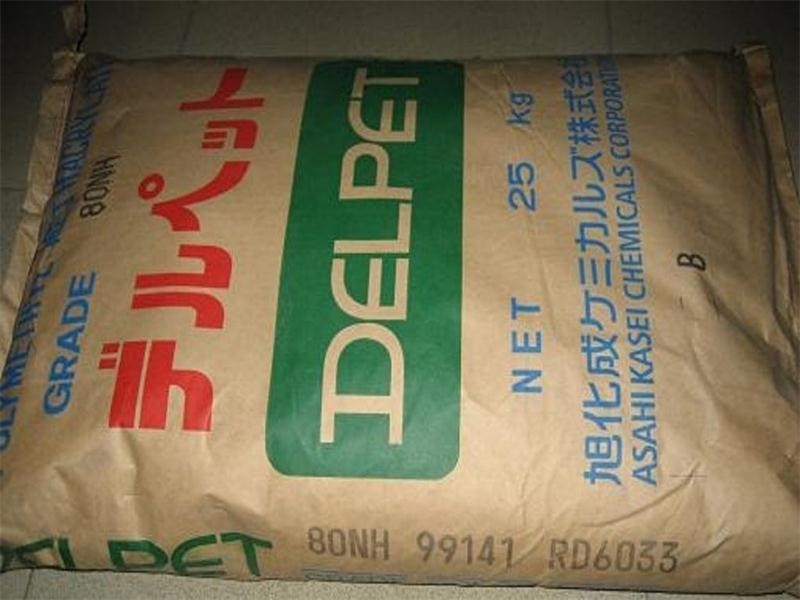 POLYMETHYL METHACRYLATE
GRADE 80NH
デルペット
DELPET
NET 25 kg
旭化成ケミカルズ株式会社
ASAHI KASEI CHEMICALS CORPORATION
B
DELPET
80NH 99141 RD6033